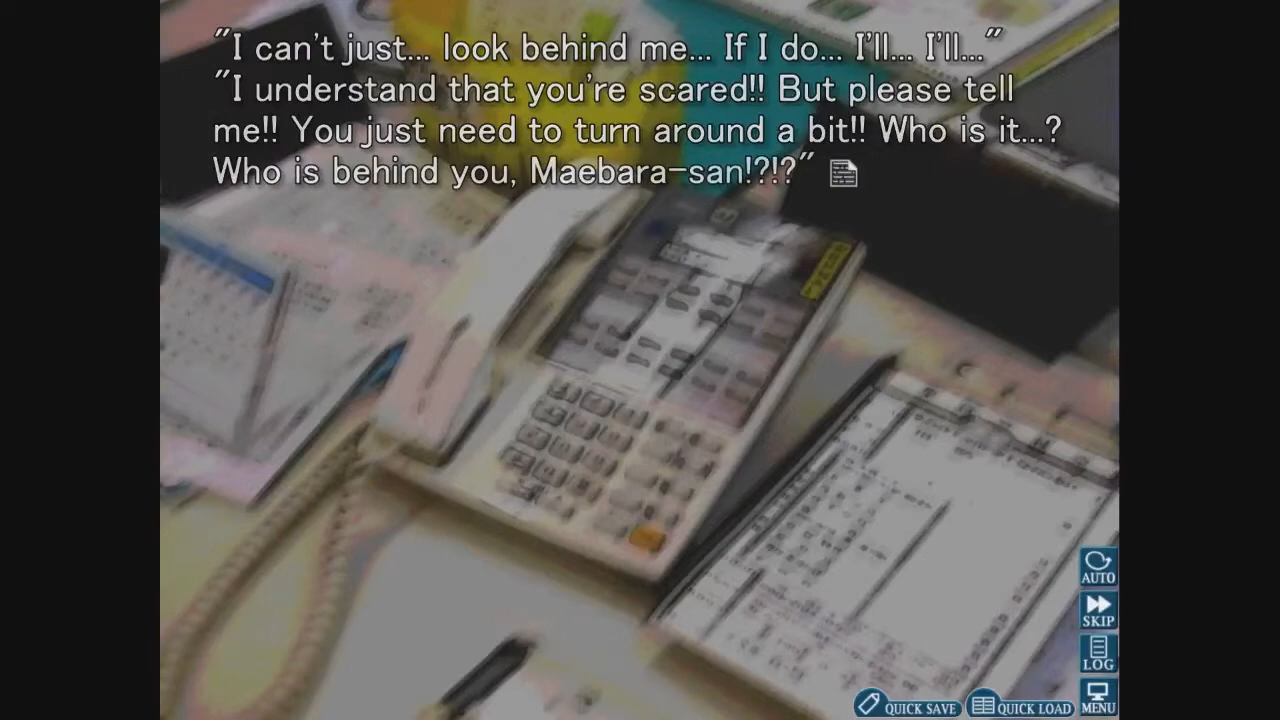 "I can't just... look behind me... If I do... I'll... I'll..."
"I understand that you're scared!! But please tell
me!! You just need to turn around a bit!! Who is it...?
Who is behind you, Maebara-san!?!?"
AUTO
SKIP
LOG
MENU
QUICK SAVE
QUICK LOAD